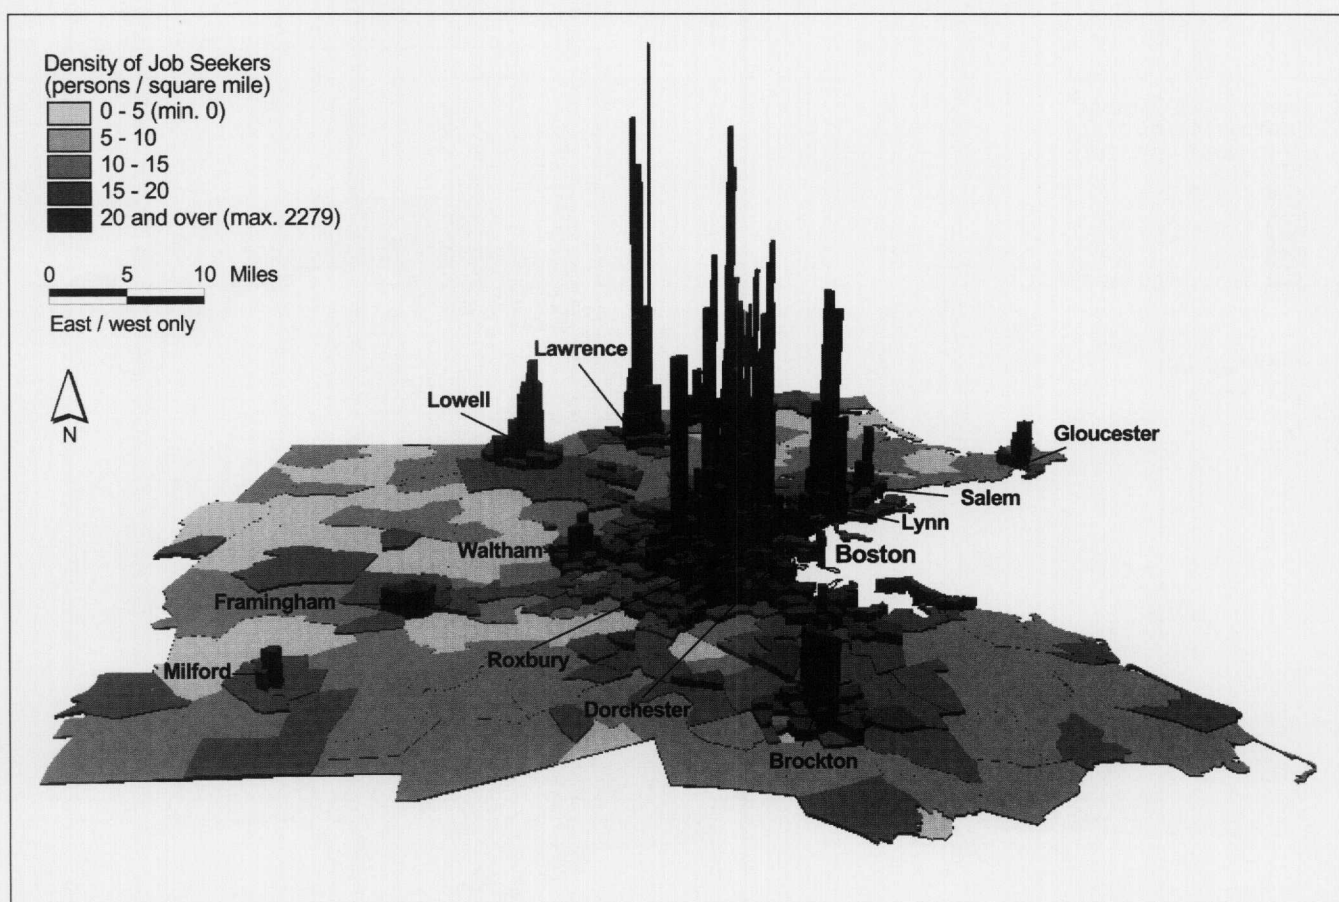 Density of Job Seekers
(persons / square mile)
0 - 5 (min. 0)
5 - 10
10 - 15
15 - 20
20 and over (max. 2279)
0 5 10 Miles
East / west only
N
Lawrence
Lowell
Gloucester
Salem
Lynn
Waltham
Boston
Framingham
Roxbury
Milford
Dorchester
Brockton